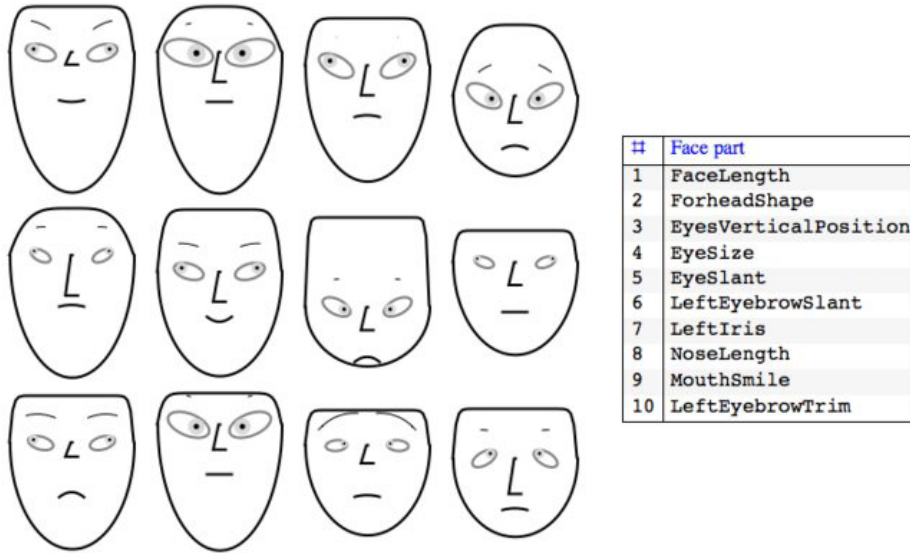 # Face part
1 FaceLength
2 ForheadShape
3 EyesVerticalPosition
4 EyeSize
5 EyeSlant
6 LeftEyebrowSlant
7 LeftIris
8 NoseLength
9 MouthSmile
10 LeftEyebrowTrim